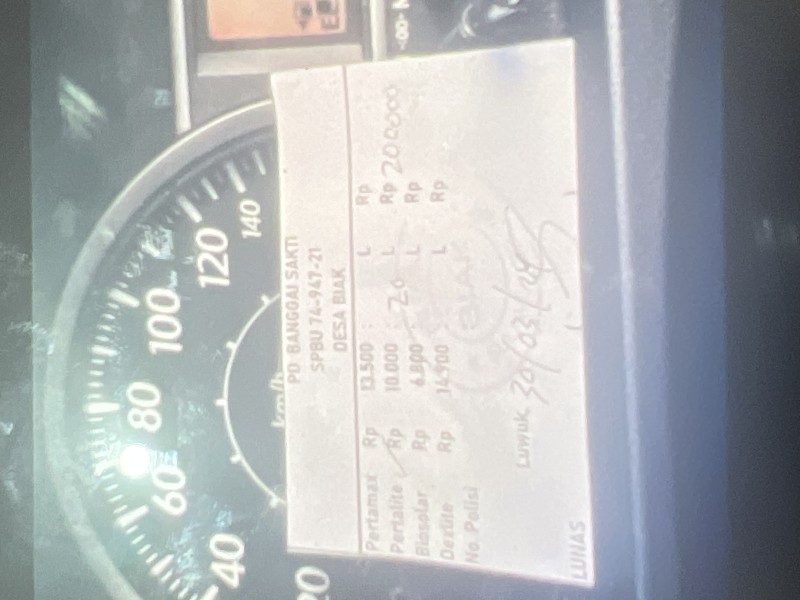 PD BANGGAI SAKTI
SPBU 74-947-21
DESA BIAK
Pertamax Rp 13.500 : L Rp
Pertalite Rp 10.000 : 20 L Rp 200000
Biosolar Rp 6.800 : L Rp
Dexlite Rp 14.900 L Rp
No. Polisi
Luwuk, 30/03/
LUNAS
BIAK
40
60
80
100
120
140
20
km/h
E